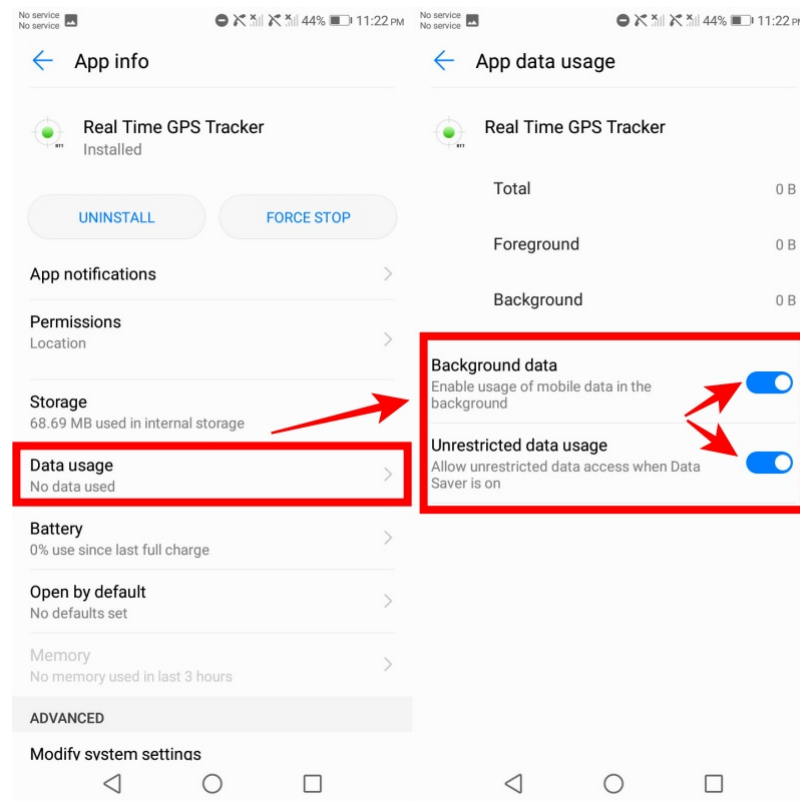 No service
No service
44%
11:22 PM
App info
Real Time GPS Tracker
Installed
RTT
UNINSTALL
FORCE STOP
App notifications
Permissions
Location
Storage
68.69 MB used in internal storage
Data usage
No data used
Battery
0% use since last full charge
Open by default
No defaults set
Memory
No memory used in last 3 hours
ADVANCED
Modify system settings
No service
No service
44%
11:22 PM
App data usage
Real Time GPS Tracker
RTT
Total
0 B
Foreground
0 B
Background
0 B
Background data
Enable usage of mobile data in the
background
Unrestricted data usage
Allow unrestricted data access when Data
Saver is on